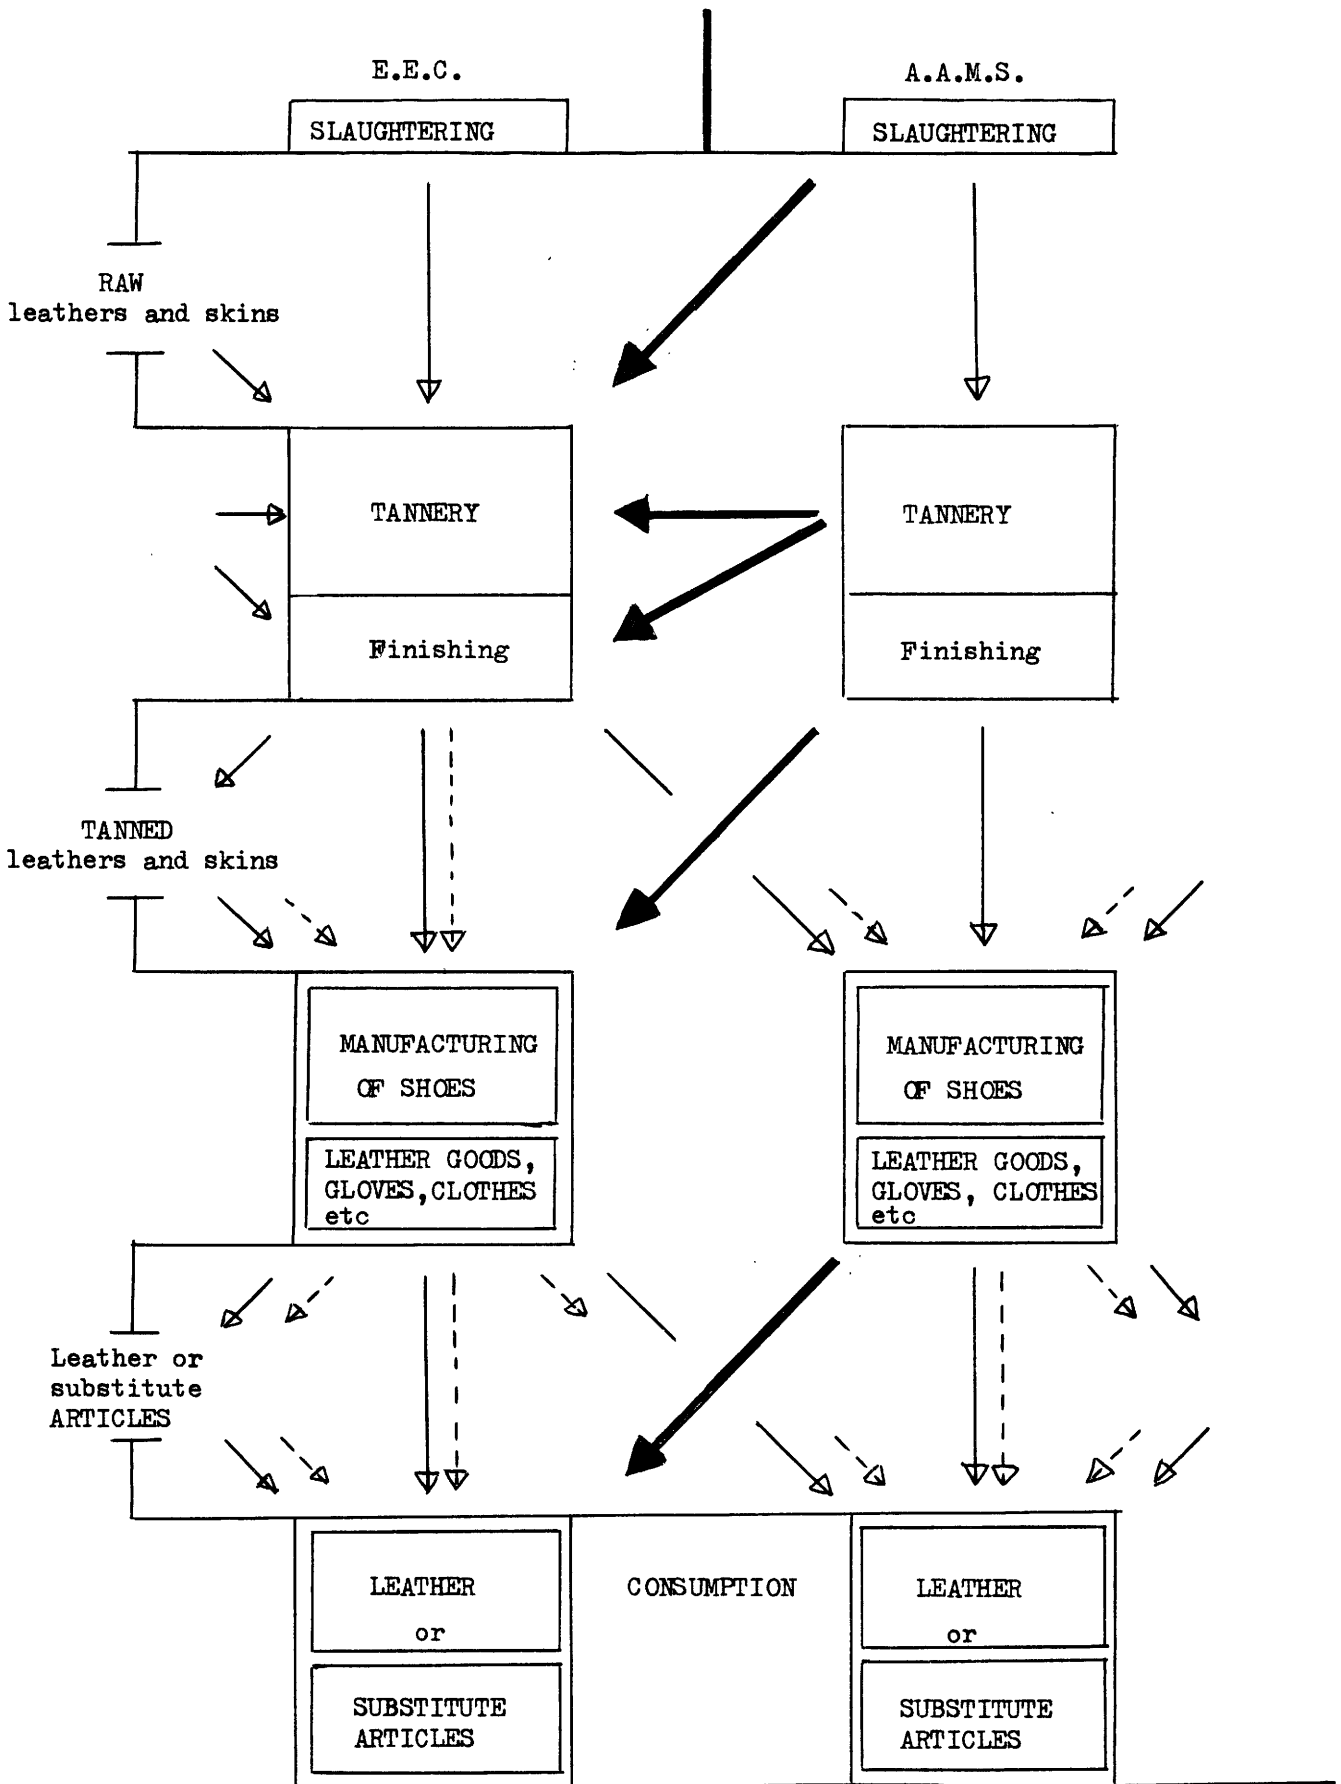 E.E.C.
A.A.M.S.
SLAUGHTERING
SLAUGHTERING
RAW
leathers and skins
TANNERY
TANNERY
Finishing
Finishing
TANNED
leathers and skins
MANUFACTURING
OF SHOES
MANUFACTURING
OF SHOES
LEATHER GOODS,
GLOVES,CLOTHES
etc
LEATHER GOODS,
GLOVES, CLOTHES
etc
Leather or
substitute
ARTICLES
LEATHER
or
CONSUMPTION
LEATHER
or
SUBSTITUTE
ARTICLES
SUBSTITUTE
ARTICLES